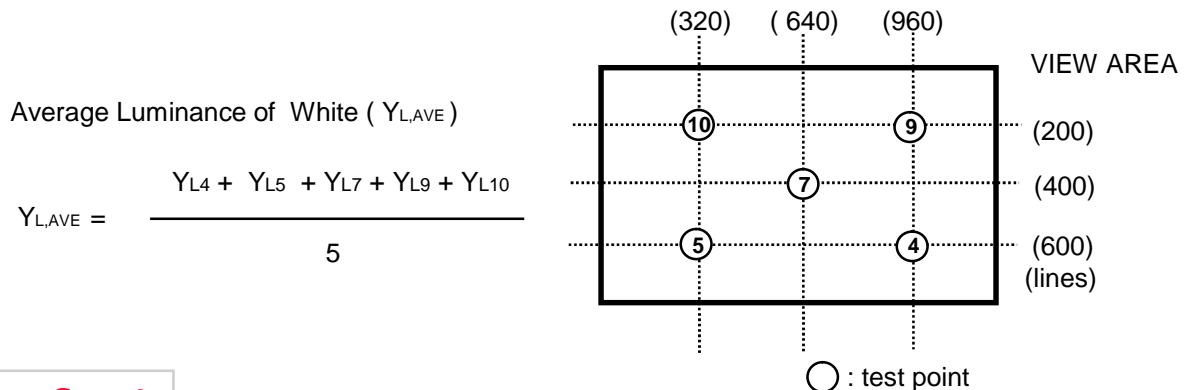 (320) ( 640) (960)
VIEW AREA
Average Luminance of White ( YL,AVE )
10 9 (200)
YL4 + YL5 + YL7 + YL9 + YL10
7 (400)
YL,AVE =
5
5 4 (600)
(lines)
: test point